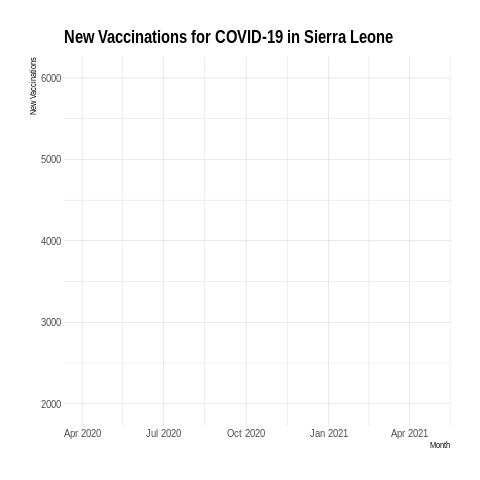 New Vaccinations for COVID-19 in Sierra Leone
New Vaccinations
6000
5000
4000
3000
2000
Apr 2020 Jul 2020 Oct 2020 Jan 2021 Apr 2021
Month